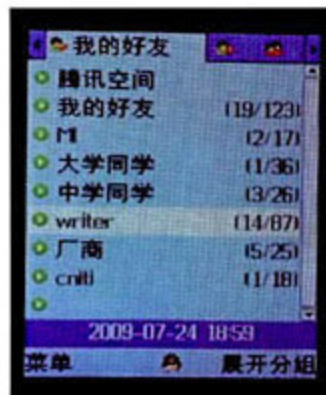 我的好友
腾讯空间
我的好友 (19/123)
MI (2/17)
大学同学 (1/36)
中学同学 (3/26)
writer (14/87)
厂商 (5/25)
cniti (1/18)
2009-07-24 18:59
菜单 展开分组